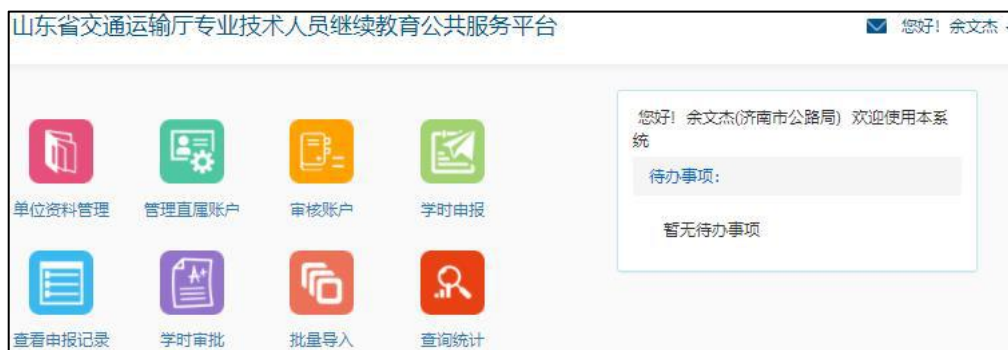 山东省交通运输厅专业技术人员继续教育公共服务平台
您好！余文杰
您好！余文杰(济南市公路局) 欢迎使用本系
统
待办事项：
暂无待办事项
单位资料管理
管理直属账户
审核账户
学时申报
查看申报记录
学时审批
批量导入
查询统计